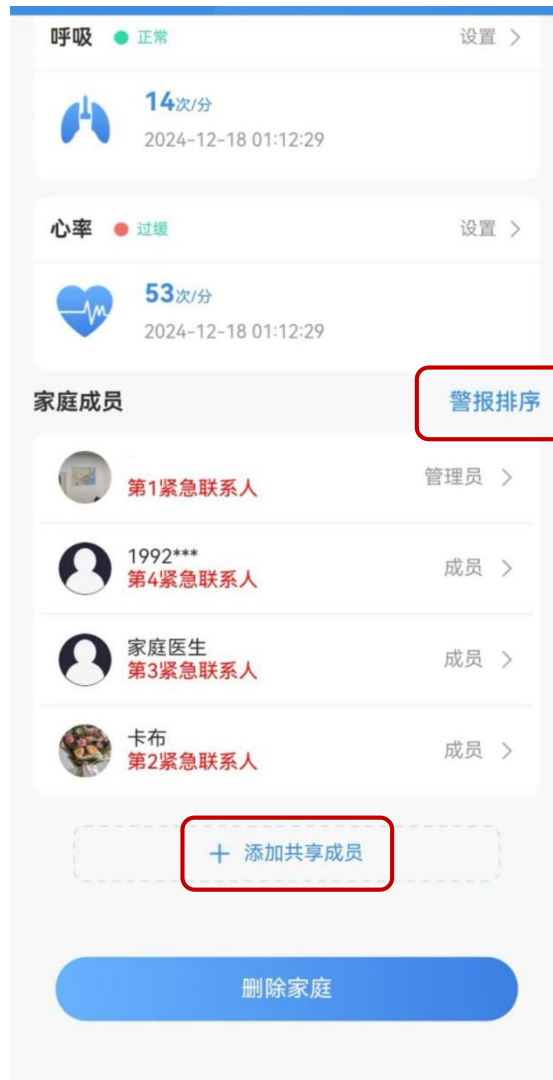 呼吸 正常 设置
14次/分
2024-12-18 01:12:29
心率 过缓 设置
53次/分
2024-12-18 01:12:29
家庭成员 警报排序
第1紧急联系人 管理员
1992***
第4紧急联系人 成员
家庭医生
第3紧急联系人 成员
卡布
第2紧急联系人 成员
+ 添加共享成员
删除家庭